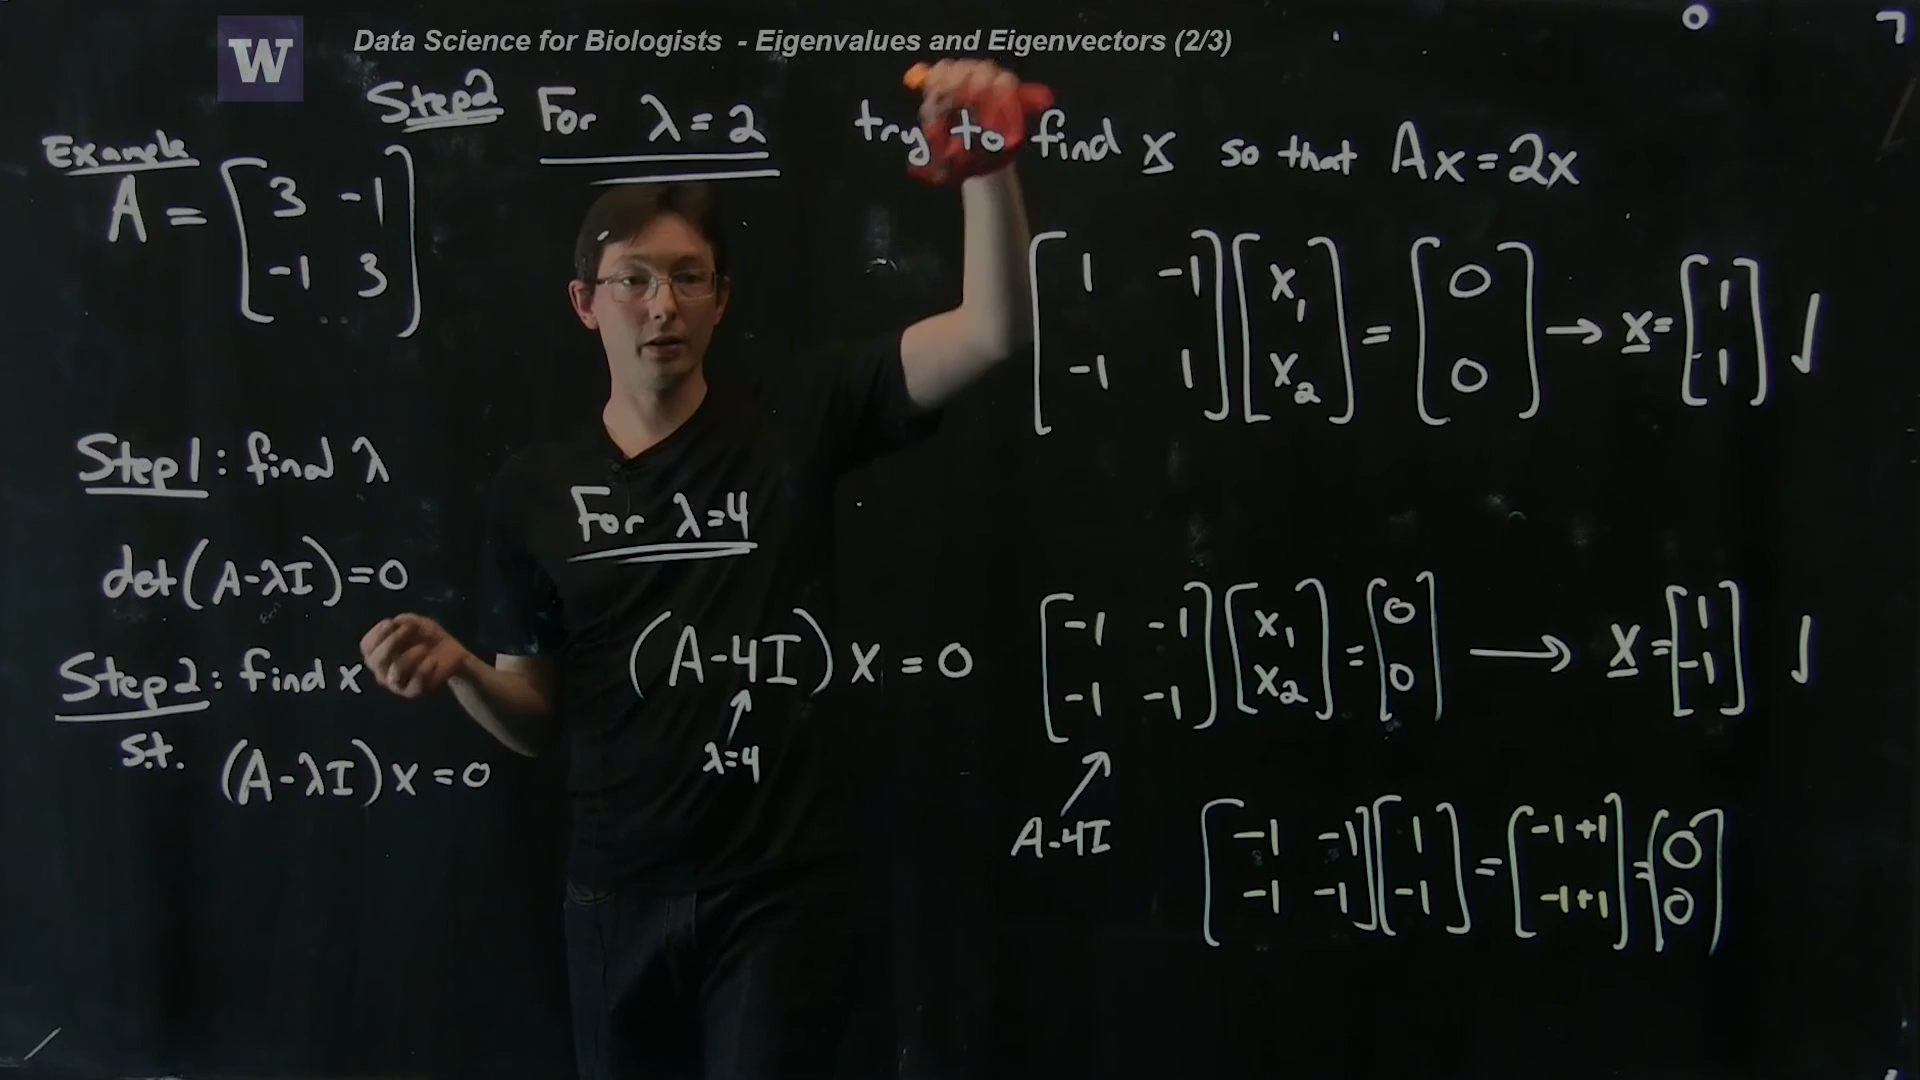 W
Data Science for Biologists - Eigenvalues and Eigenvectors (2/3)
Example
A = [3 -1
-1 3]
Step2 For λ=2 try to find x so that Ax=2x
[1 -1
-1 1] [x₁
x₂] = [0
0] → x = [1
1] ✓
Step1: find λ
det(A-λI)=0
Step2: find x
s.t. (A-λI)x=0
For λ=4
(A-4I)x=0
λ=4
[-1 -1
-1 -1] [x₁
x₂] = [0
0] → x = [1
-1] ✓
A-4I
[-1 -1
-1 -1] [1
-1] = [-1+1
-1+1] = [0
0]